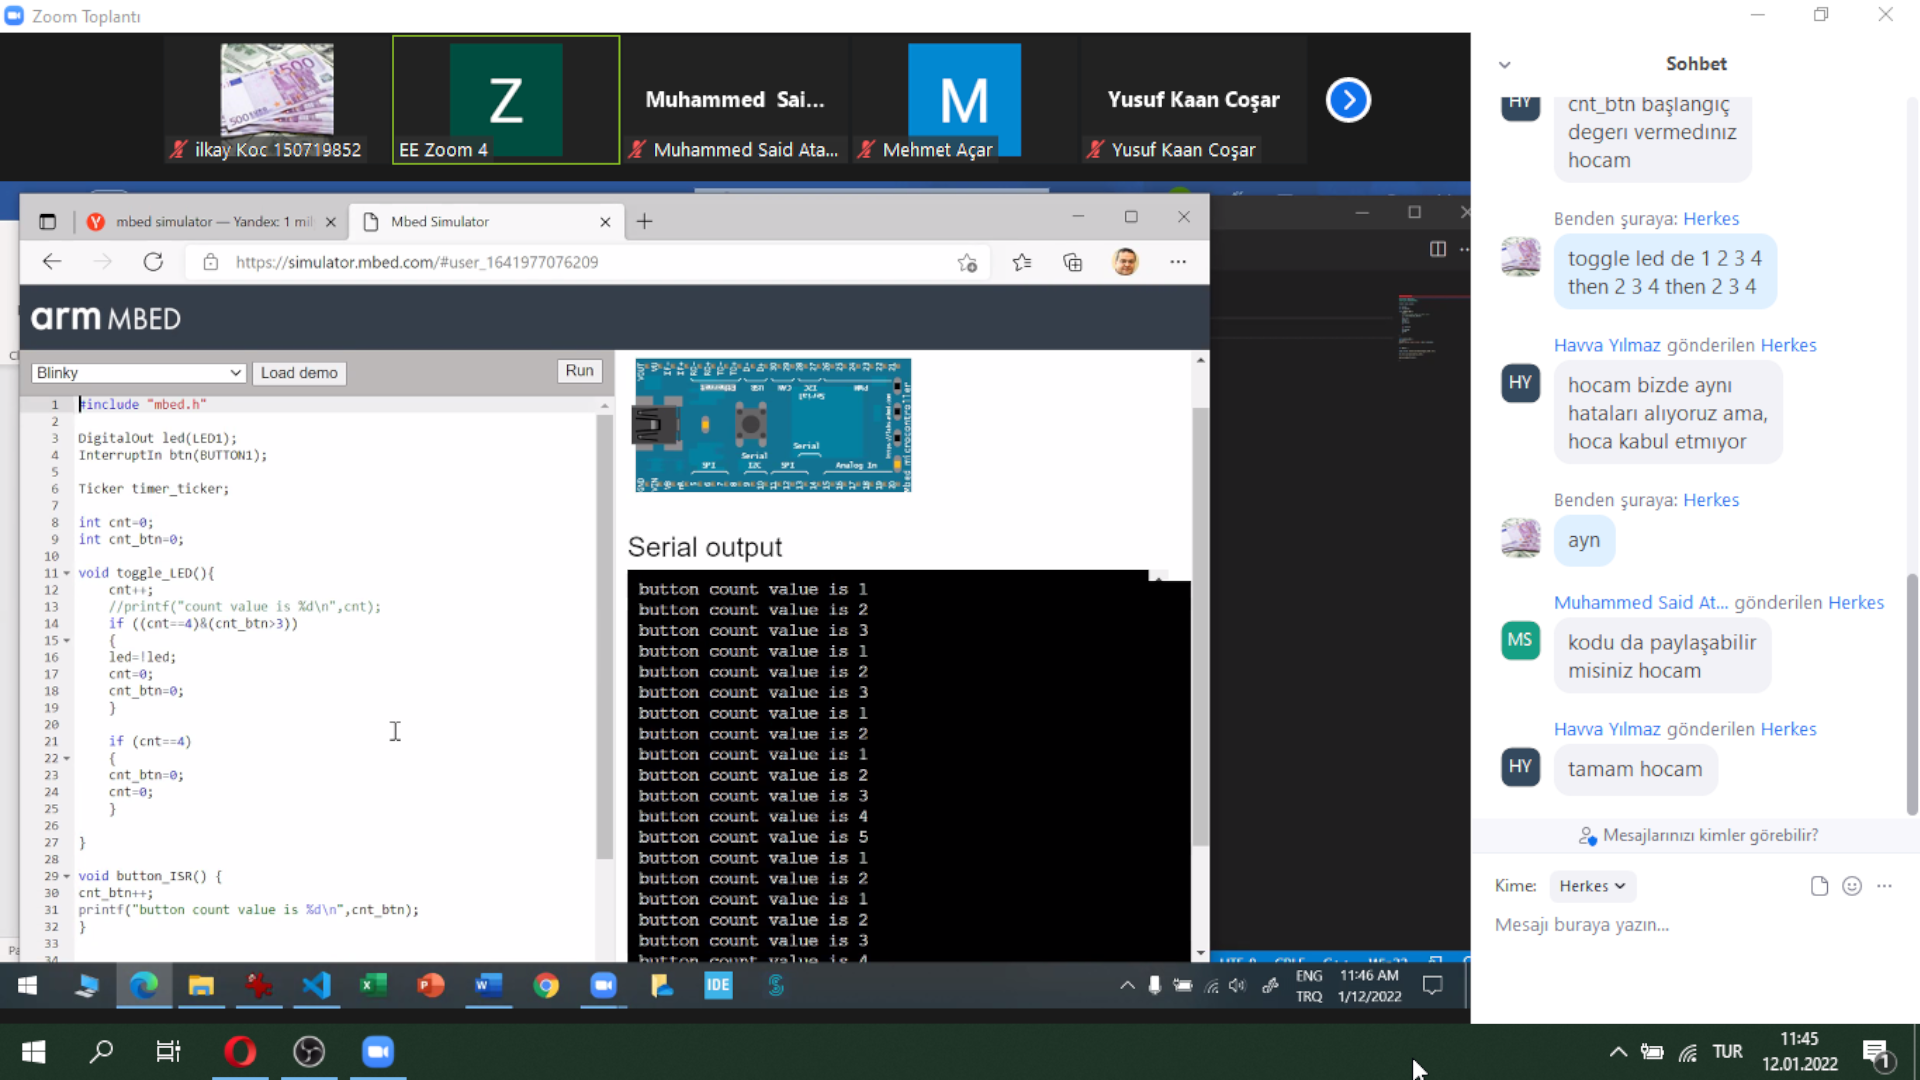 Zoom Toplantı
ilkay Koc 150719852
Z
EE Zoom 4
Muhammed Sai...
Muhammed Said Ata...
M
Mehmet Açar
Yusuf Kaan Coşar
Yusuf Kaan Coşar
mbed simulator — Yandex: 1 mil
Mbed Simulator
https://simulator.mbed.com/#user_1641977076209
arm MBED
Blinky
Load demo
Run
1 #include "mbed.h"
2
3 DigitalOut led(LED1);
4 InterruptIn btn(BUTTON1);
5
6 Ticker timer_ticker;
7
8 int cnt=0;
9 int cnt_btn=0;
10
11 void toggle_LED(){
12 cnt++;
13 //printf("count value is %d\n",cnt);
14 if ((cnt==4)&(cnt_btn>3))
15 {
16 led=!led;
17 cnt=0;
18 cnt_btn=0;
19 }
20
21 if (cnt==4)
22 {
23 cnt_btn=0;
24 cnt=0;
25 }
26
27 }
28
29 void button_ISR() {
30 cnt_btn++;
31 printf("button count value is %d\n",cnt_btn);
32 }
33
34
Serial output
button count value is 1
button count value is 2
button count value is 3
button count value is 1
button count value is 2
button count value is 3
button count value is 1
button count value is 2
button count value is 1
button count value is 2
button count value is 3
button count value is 4
button count value is 5
button count value is 1
button count value is 2
button count value is 1
button count value is 2
button count value is 3
button count value is 4
IDE
ENG
TRQ
11:46 AM
1/12/2022
Sohbet
HY
cnt_btn başlangıç
degerı vermedınız
hocam
Benden şuraya: Herkes
toggle led de 1 2 3 4
then 2 3 4 then 2 3 4
Havva Yılmaz gönderilen Herkes
HY
hocam bizde aynı
hataları alıyoruz ama,
hoca kabul etmıyor
Benden şuraya: Herkes
ayn
Muhammed Said At... gönderilen Herkes
MS
kodu da paylaşabilir
misiniz hocam
Havva Yılmaz gönderilen Herkes
HY
tamam hocam
Mesajlarınızı kimler görebilir?
Kime: Herkes
Mesajı buraya yazın...
TUR
11:45
12.01.2022
1